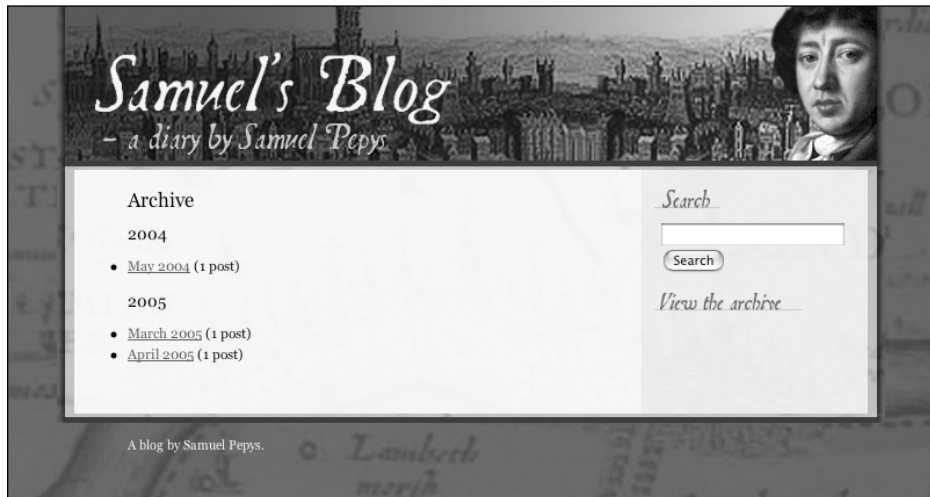 Samuel's Blog
– a diary by Samuel Pepys
Archive
2004
• May 2004 (1 post)
2005
• March 2005 (1 post)
• April 2005 (1 post)
Search
Search
View the archive
A blog by Samuel Pepys.
Lambeth
marsh